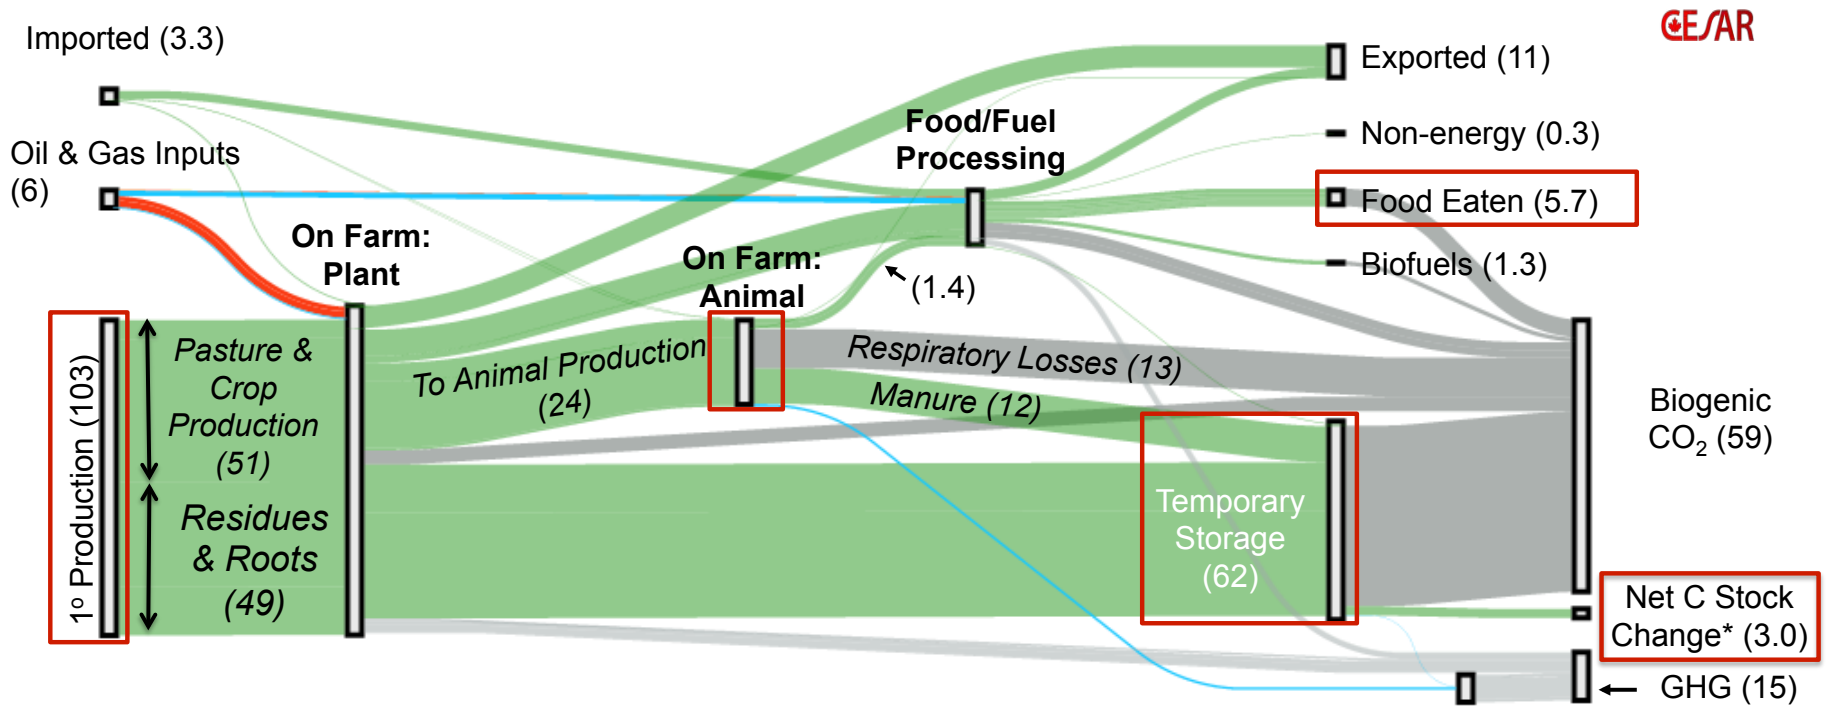 CESAR
Imported (3.3)
Exported (11)
Food/Fuel
Processing
Non-energy (0.3)
Oil & Gas Inputs
(6)
Food Eaten (5.7)
On Farm:
Plant
On Farm:
Animal
(1.4)
Biofuels (1.3)
1º Production (103)
Pasture &
Crop
Production
(51)
To Animal Production
(24)
Respiratory Losses (13)
Manure (12)
Biogenic
CO₂ (59)
Residues
& Roots
(49)
Temporary
Storage
(62)
Net C Stock
Change* (3.0)
GHG (15)